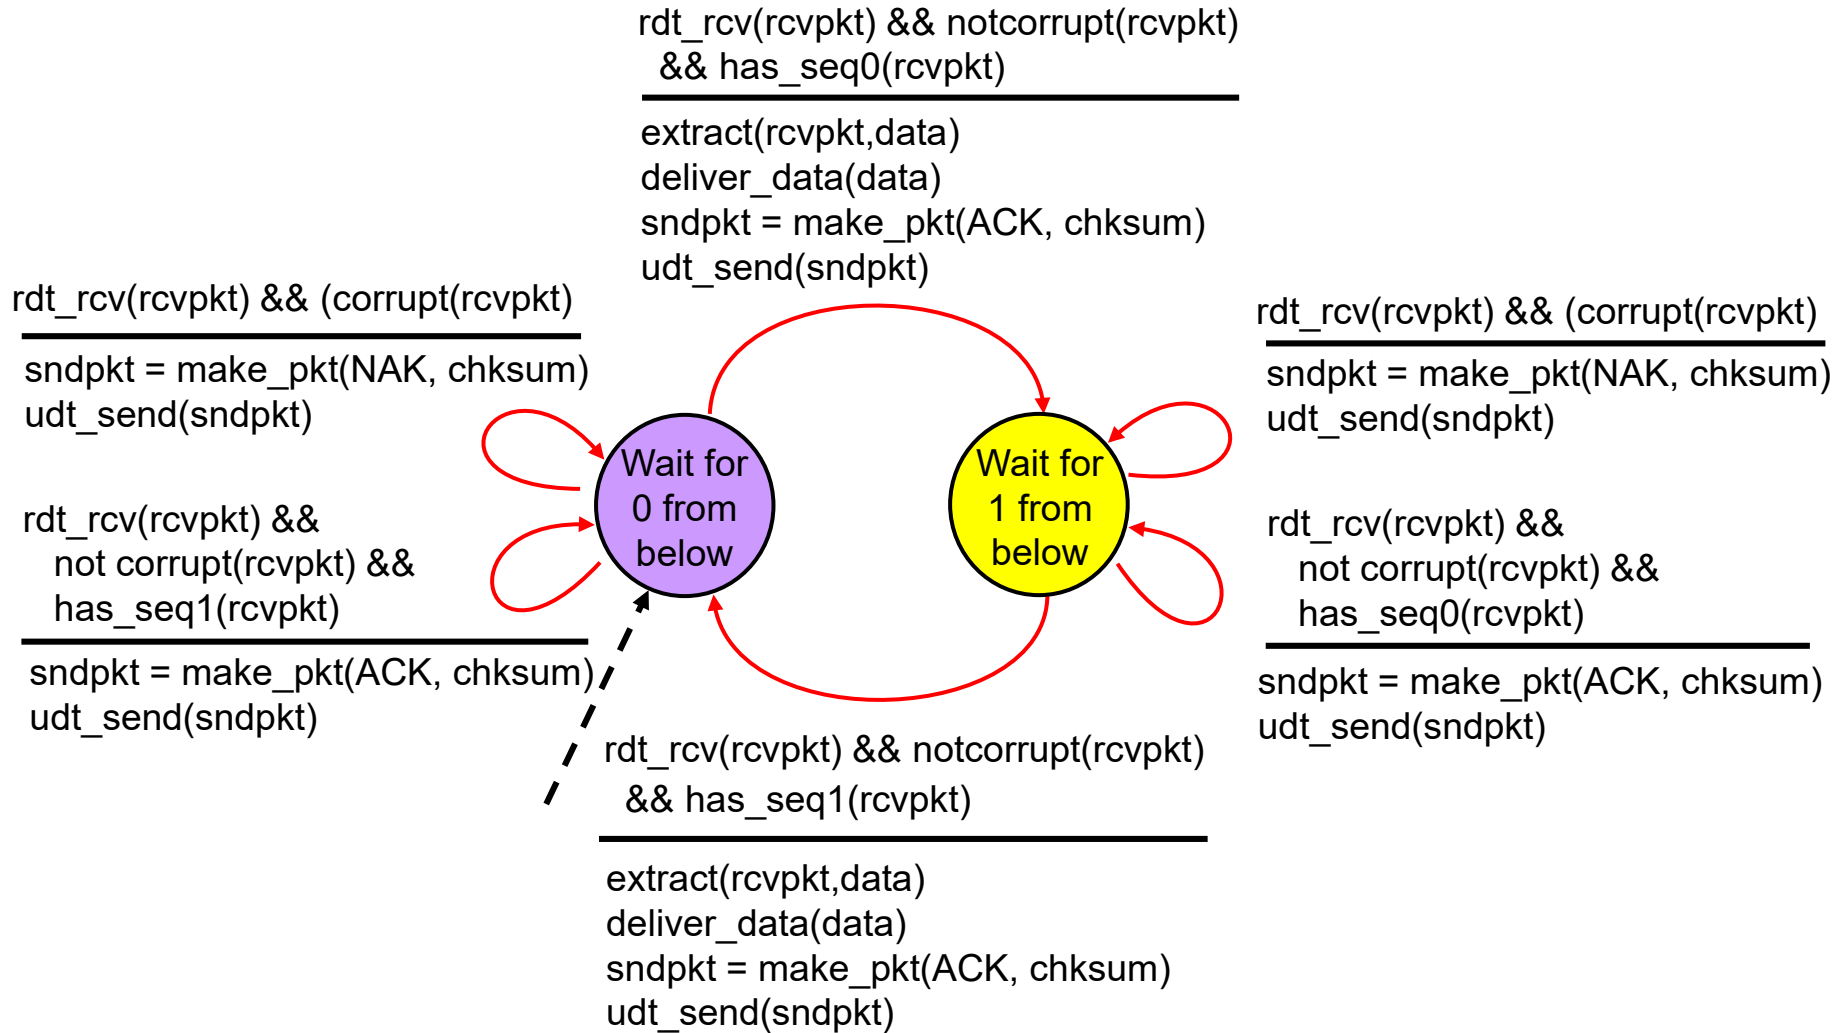 rdt_rcv(rcvpkt) && notcorrupt(rcvpkt)
&& has_seq0(rcvpkt)
extract(rcvpkt,data)
deliver_data(data)
sndpkt = make_pkt(ACK, chksum)
udt_send(sndpkt)
rdt_rcv(rcvpkt) && (corrupt(rcvpkt)
sndpkt = make_pkt(NAK, chksum)
udt_send(sndpkt)
rdt_rcv(rcvpkt) &&
not corrupt(rcvpkt) &&
has_seq1(rcvpkt)
sndpkt = make_pkt(ACK, chksum)
udt_send(sndpkt)
Wait for
0 from
below
Wait for
1 from
below
rdt_rcv(rcvpkt) && (corrupt(rcvpkt)
sndpkt = make_pkt(NAK, chksum)
udt_send(sndpkt)
rdt_rcv(rcvpkt) &&
not corrupt(rcvpkt) &&
has_seq0(rcvpkt)
sndpkt = make_pkt(ACK, chksum)
udt_send(sndpkt)
rdt_rcv(rcvpkt) && notcorrupt(rcvpkt)
&& has_seq1(rcvpkt)
extract(rcvpkt,data)
deliver_data(data)
sndpkt = make_pkt(ACK, chksum)
udt_send(sndpkt)